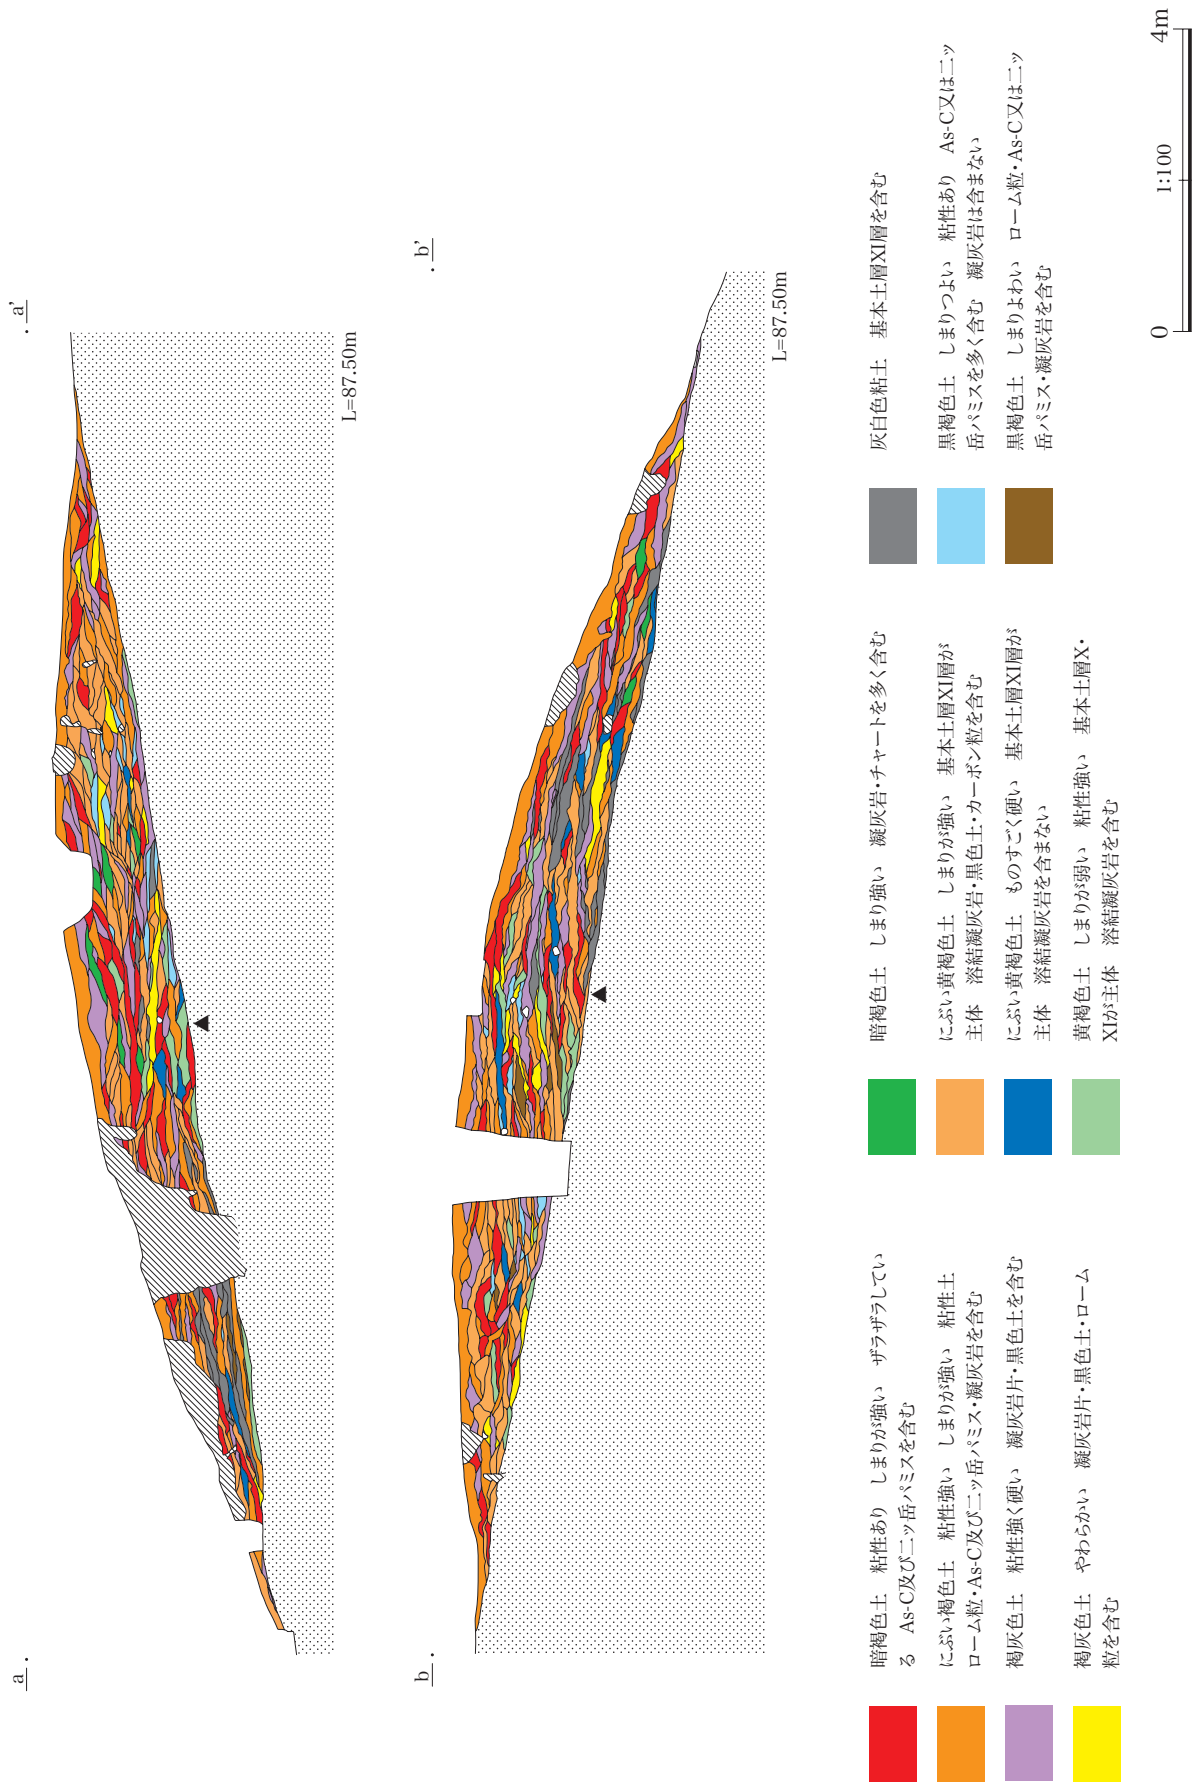 a
a'
L=87.50m
b
b'
L=87.50m
暗褐色土　粘性あり　しまりが強い　ザラザラしてい
る　As-C及び二ッ岳パミスを含む
にぶい褐色土　粘性強い　しまりが強い　粘性土
ローム粒・As-C及び二ッ岳パミス・凝灰岩を含む
褐灰色土　粘性強く硬い　凝灰岩片・黒色土を含む
褐灰色土　やわらかい　凝灰岩片・黒色土・ローム
粒を含む
暗褐色土　しまり強い　凝灰岩・チャートを多く含む
にぶい黄褐色土　しまりが強い　基本土層XI層が
主体　溶結凝灰岩・黒色土・カーボン粒を含む
にぶい黄褐色土　ものすごく硬い　基本土層XI層が
主体　溶結凝灰岩を含まない
黄褐色土　しまりが弱い　粘性強い　基本土層X・
XIが主体　溶結凝灰岩を含む
灰白色粘土　基本土層XI層を含む
黒褐色土　しまりつよい　粘性あり　As-C又は二ッ
岳パミスを多く含む　凝灰岩は含まない
黒褐色土　しまりよわい　ローム粒・As-C又は二ッ
岳パミス・凝灰岩を含む
0
1:100
4m